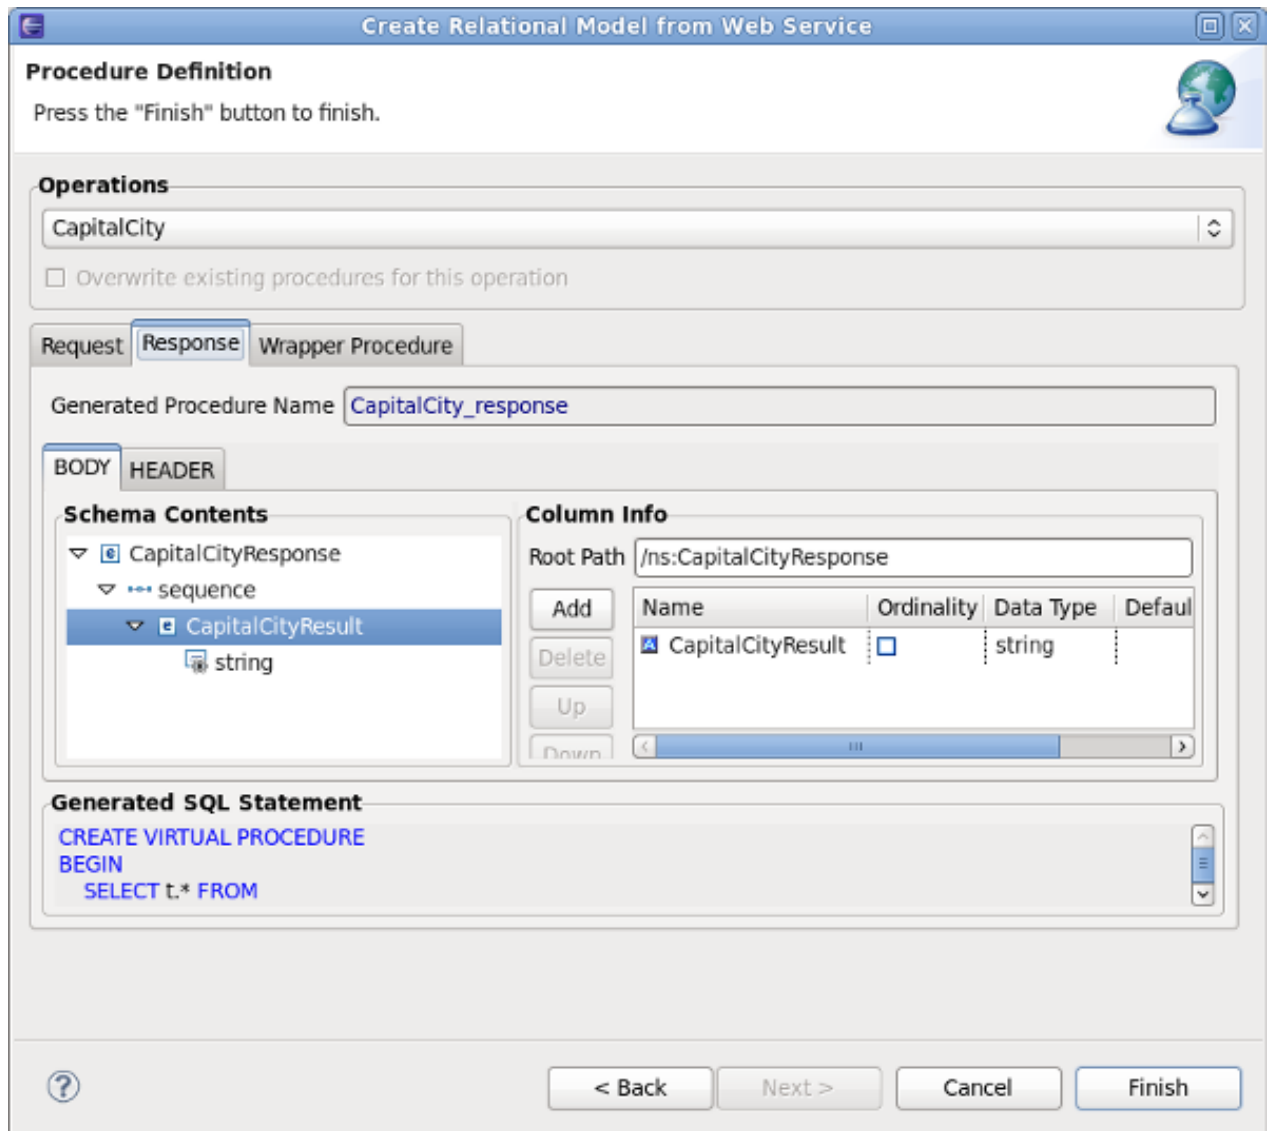 Create Relational Model from Web Service
Procedure Definition
Press the "Finish" button to finish.
Operations
CapitalCity
Overwrite existing procedures for this operation
Request Response Wrapper Procedure
Generated Procedure Name CapitalCity_response
BODY HEADER
Schema Contents
CapitalCityResponse
sequence
CapitalCityResult
string
Column Info
Root Path /ns:CapitalCityResponse
Add
Delete
Up
Down
Name Ordinality Data Type Defaul
CapitalCityResult string
Generated SQL Statement
CREATE VIRTUAL PROCEDURE
BEGIN
SELECT t.* FROM
< Back Next > Cancel Finish